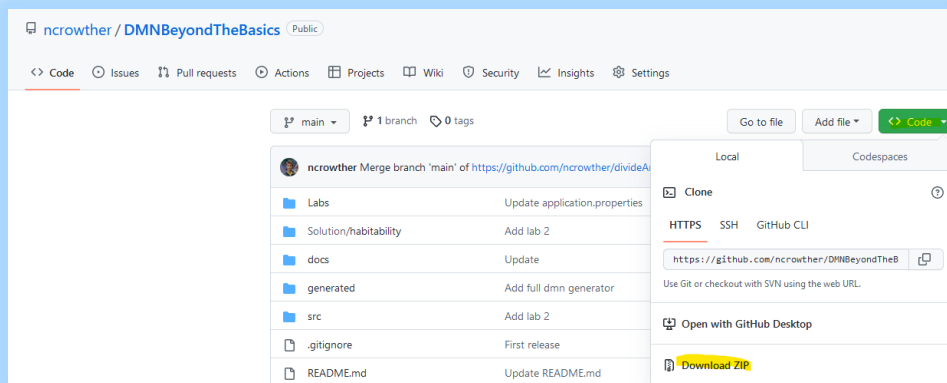 ncrowther / DMNBeyondTheBasics Public
Code Issues Pull requests Actions Projects Wiki Security Insights Settings
main 1 branch 0 tags Go to file Add file Code
Local Codespaces
ncrowther Merge branch 'main' of https://github.com/ncrowther/divideA
Clone
Labs Update application.properties
HTTPS SSH GitHub CLI
Solution/habitability Add lab 2
docs Update
https://github.com/ncrowther/DMNBeyondTheB
Use Git or checkout with SVN using the web URL.
generated Add full dmn generator
src Add lab 2
Open with GitHub Desktop
.gitignore First release
Download ZIP
README.md Update README.md